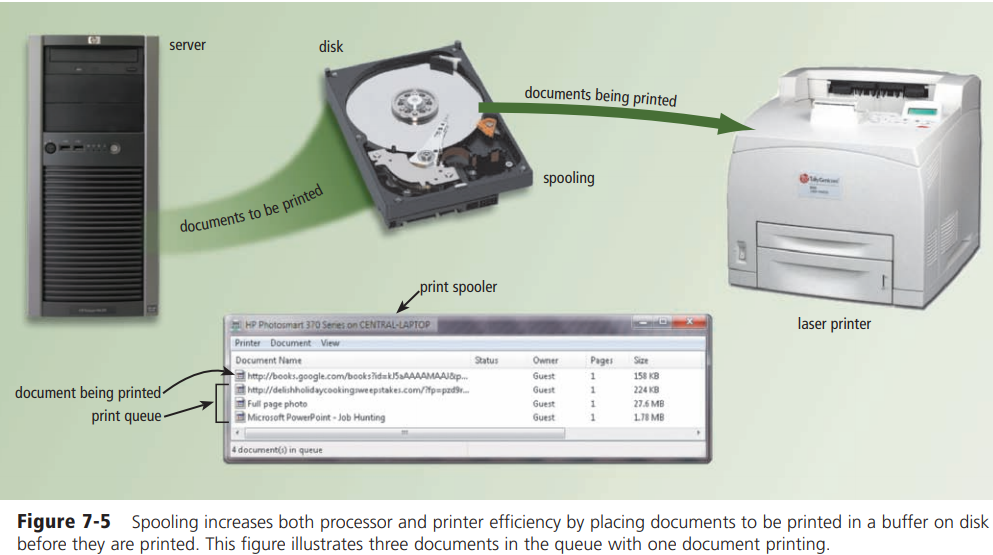 server
disk
documents being printed
spooling
documents to be printed
print spooler
laser printer
HP Photosmart 370 Series on CENTRAL-LAPTOP
Printer Document View
Document Name Status Owner Pages Size
document being printed
http://books.google.com/books?id=kJ5aAAAAMAAJ&ip... Guest 1 158 KB
http://delishholidaycookingsweepstakes.com/?fp=pzd9r... Guest 1 224 KB
print queue
Full page photo Guest 1 27.6 MB
Microsoft PowerPoint - Job Hunting Guest 1 1.78 MB
4 document(s) in queue
Figure 7-5 Spooling increases both processor and printer efficiency by placing documents to be printed in a buffer on disk
before they are printed. This figure illustrates three documents in the queue with one document printing.